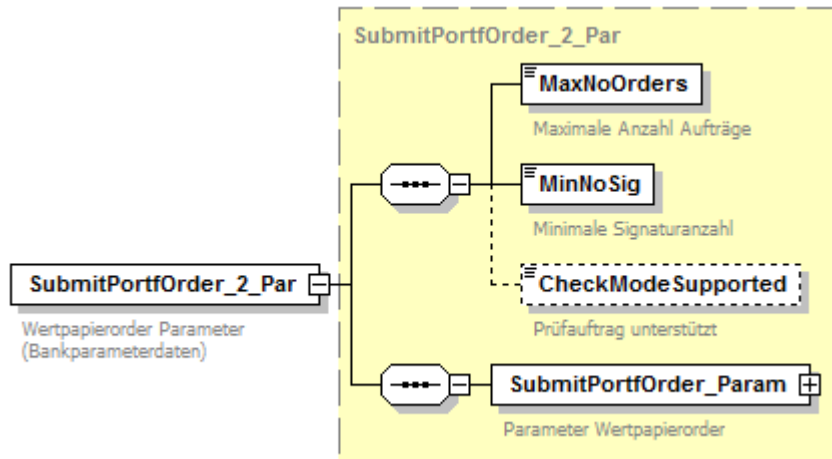 SubmitPortfOrder_2_Par
MaxNoOrders
Maximale Anzahl Aufträge
MinNoSig
Minimale Signaturanzahl
SubmitPortfOrder_2_Par
Wertpapierorder Parameter
(Bankparameterdaten)
CheckModeSupported
Prüfauftrag unterstützt
SubmitPortfOrder_Param
Parameter Wertpapierorder